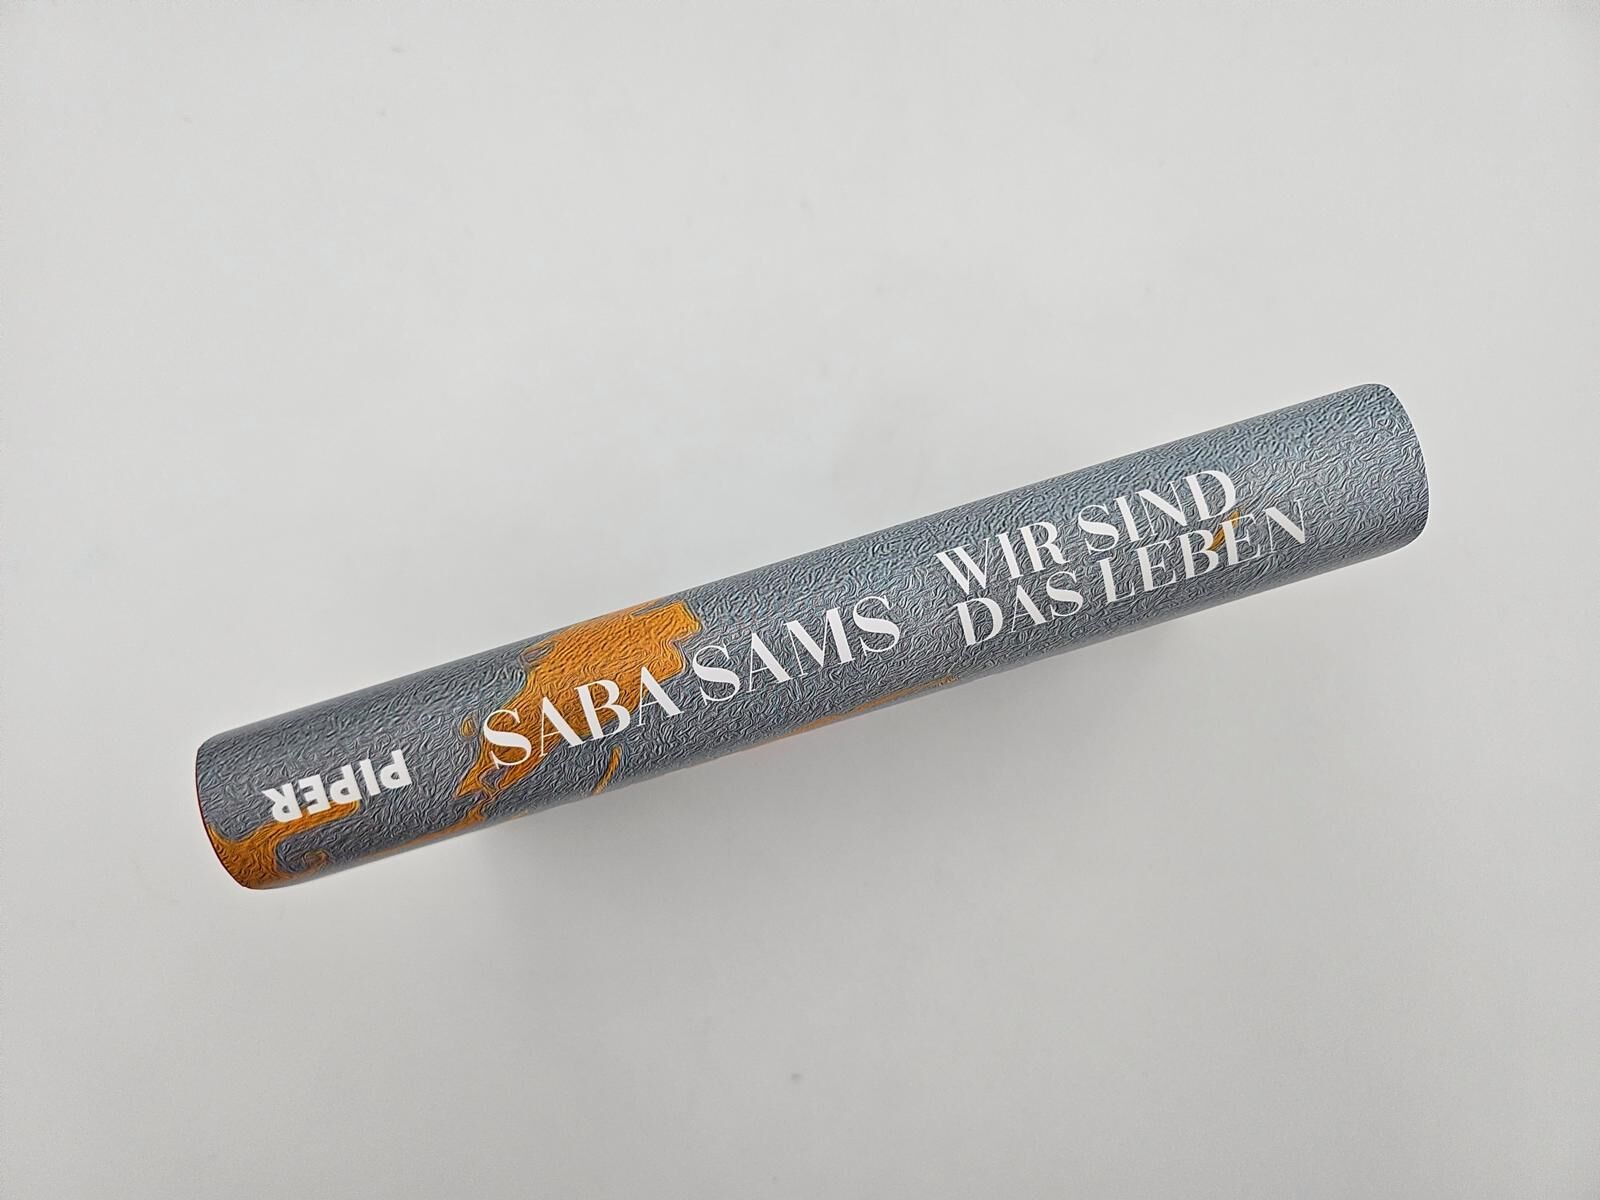 SABA SAMS
WIR SIND
DAS LEBEN
PIPER